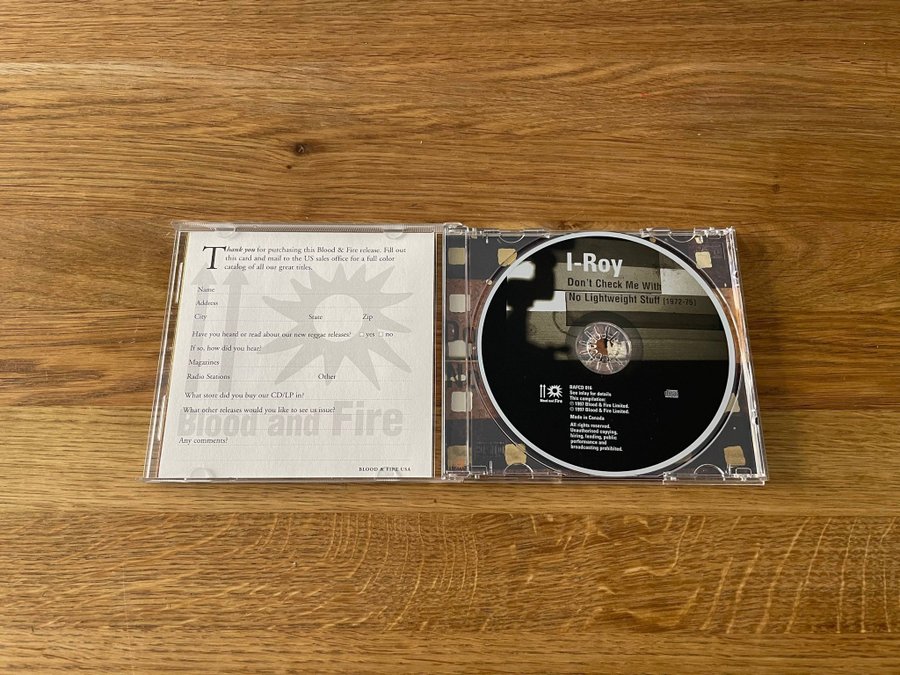 Thank you for purchasing this Blood & Fire release. Fill out
this card and mail to the US sales office for a full color
catalog of all our great titles.
Name
Address
City State Zip
Have you heard or read about our new reggae releases? yes no
If so, how did you hear?
Magazines
Radio Stations Other
What store did you buy our CD/LP in?
What other releases would you like to see us issue?
Blood and Fire
Any comments?
BLOOD & FIRE USA
I-Roy
Don't Check Me With
No Lightweight Stuff [1972-75]
Blood and Fire
BAFCD 016
See inlay for details
This compilation:
℗ 1997 Blood & Fire Limited.
© 1997 Blood & Fire Limited.
Made in Canada
All rights reserved.
Unauthorised copying,
hiring, lending, public
performance and
broadcasting prohibited.